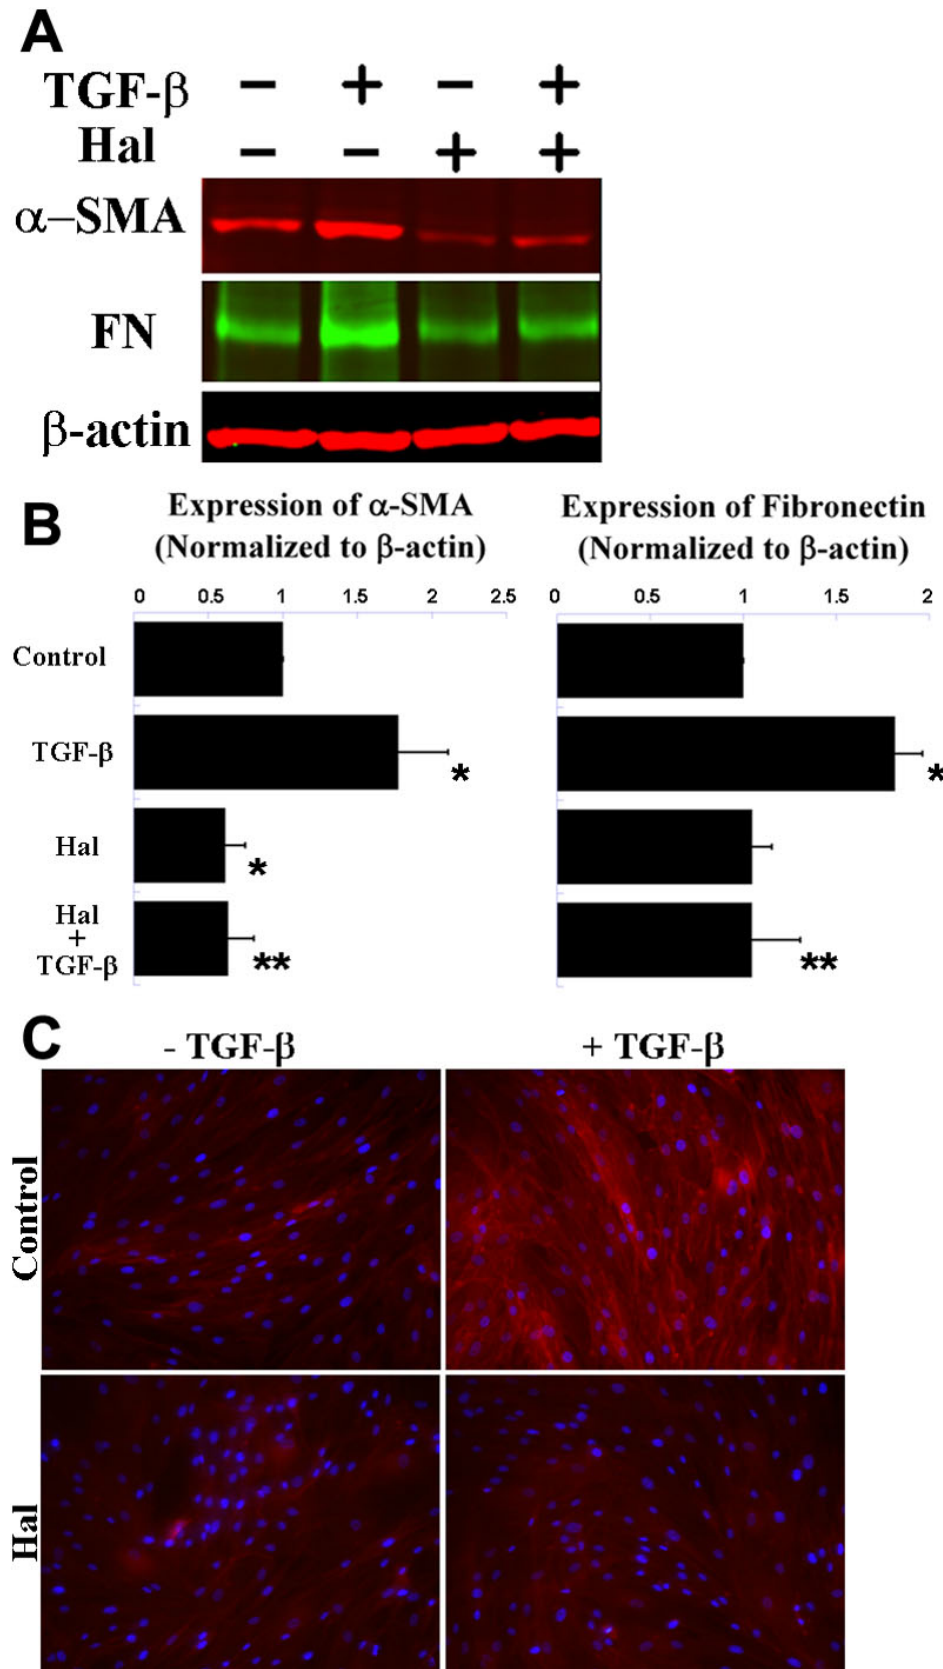 A
TGF-β − + − +
Hal − − + +
α–SMA
FN
β-actin
B
Expression of α-SMA
(Normalized to β-actin)
0 0.5 1 1.5 2 2.5
Expression of Fibronectin
(Normalized to β-actin)
0 0.5 1 1.5 2
Control
TGF-β
*
*
Hal
*
Hal
+
TGF-β
**
**
C
- TGF-β
+ TGF-β
Control
Hal